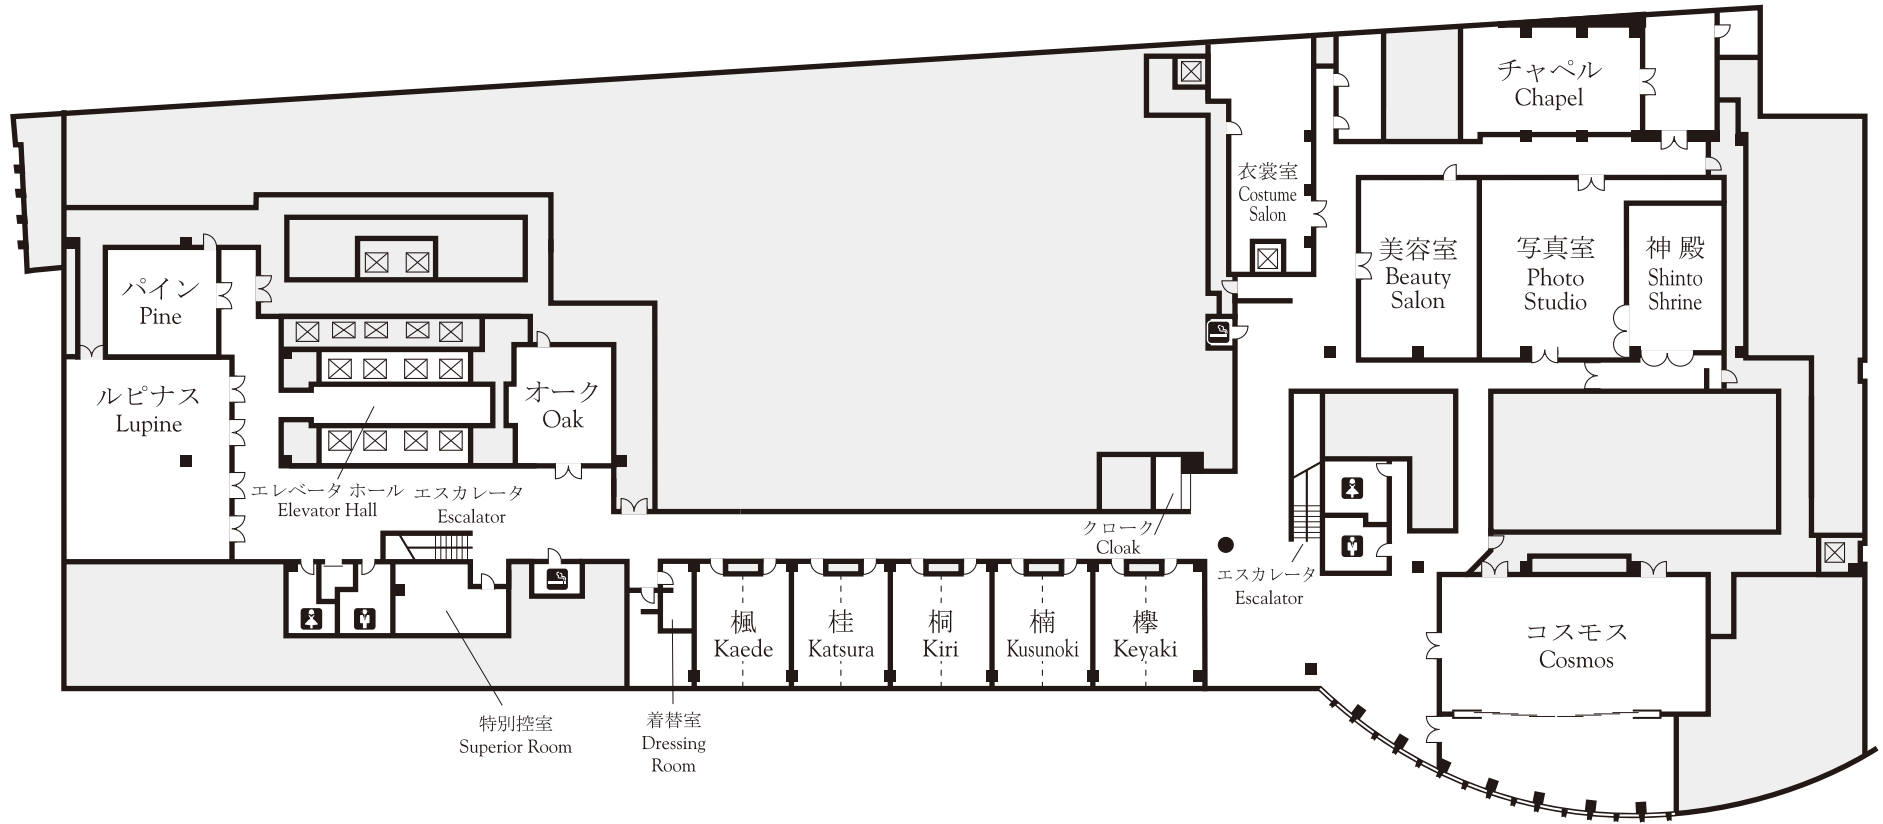 チャペル
Chapel
衣裳室
Costume
Salon
美容室
Beauty
Salon
写真室
Photo
Studio
神殿
Shinto
Shrine
パイン
Pine
ルピナス
Lupine
オーク
Oak
エレベータ ホール
Elevator Hall
エスカレータ
Escalator
クローク
Cloak
エスカレータ
Escalator
楓
Kaede
桂
Katsura
桐
Kiri
楠
Kusunoki
欅
Keyaki
コスモス
Cosmos
特別控室
Superior Room
着替室
Dressing
Room